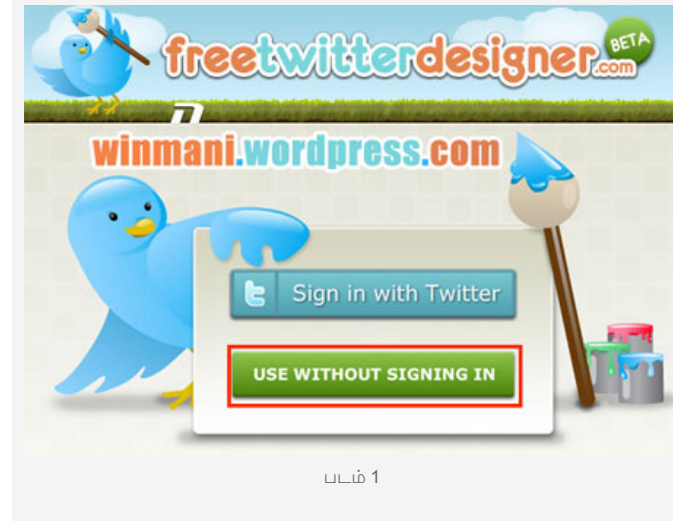 freetwitterdesigner.com
BETA
winmani.wordpress.com
Sign in with Twitter
USE WITHOUT SIGNING IN
படம் 1